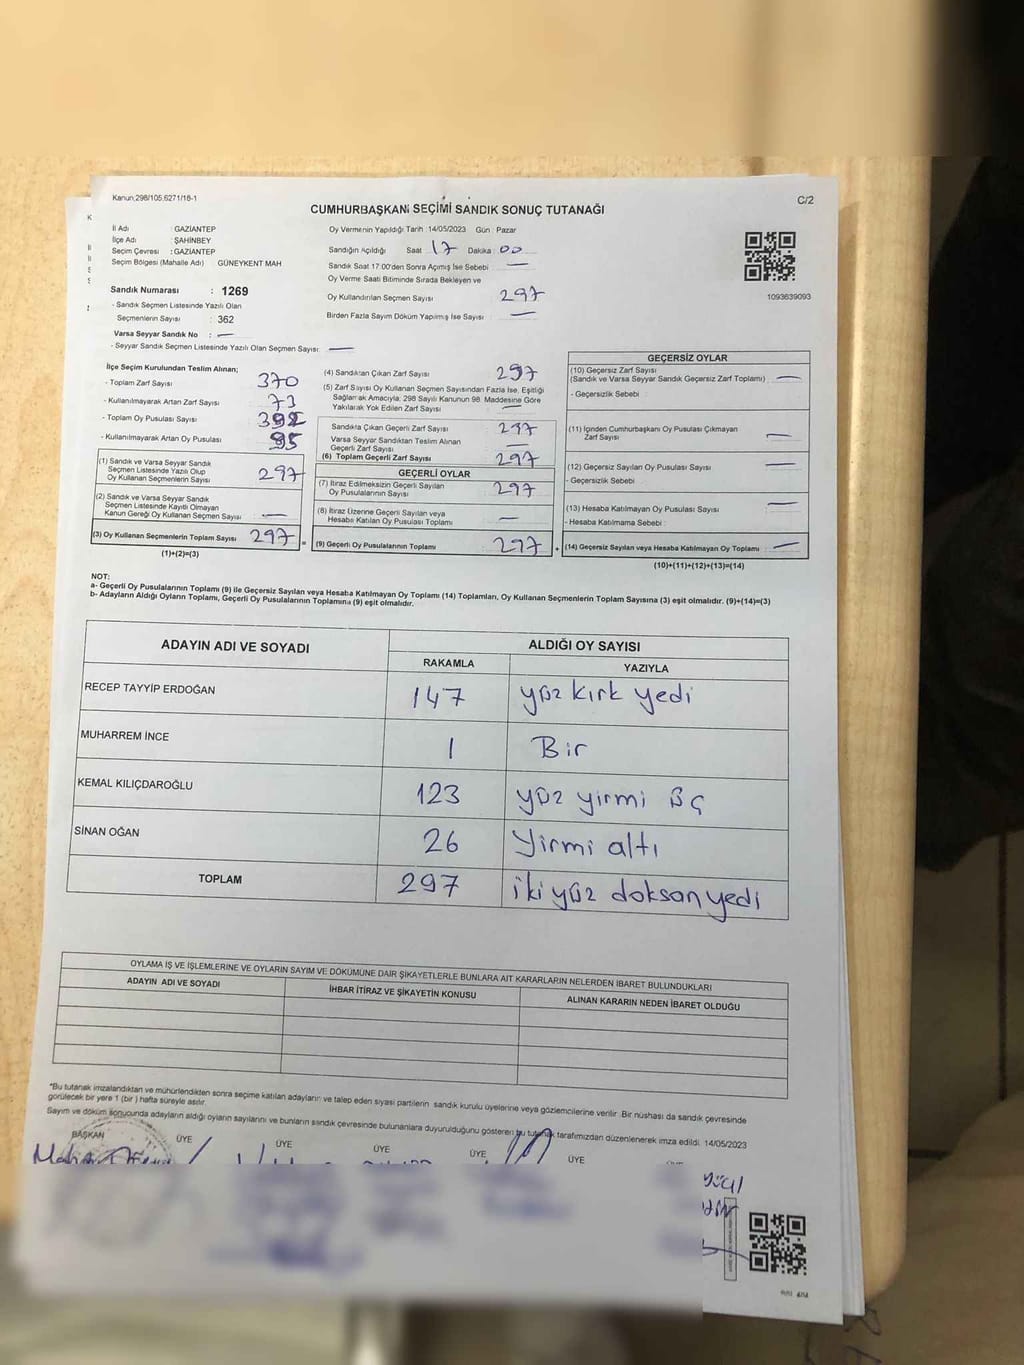 Kanun;298/105,6271/18-1
C/2
CUMHURBAŞKANI SEÇİMİ SANDIK SONUÇ TUTANAĞI
İl Adı : GAZİANTEP
İlçe Adı : ŞAHİNBEY
Seçim Çevresi : GAZİANTEP
Seçim Bölgesi (Mahalle Adı) GÜNEYKENT MAH
Sandık Numarası : 1269
- Sandık Seçmen Listesinde Yazılı Olan
Seçmenlerin Sayısı : 362
Varsa Seyyar Sandık No : —
- Seyyar Sandık Seçmen Listesinde Yazılı Olan Seçmen Sayısı: —
Oy Vermenin Yapıldığı Tarih 14/05/2023 Gün : Pazar
Sandığın Açıldığı Saat 17 Dakika : 00
Sandık Saat 17.00'den Sonra Açımış İse Sebebi : —
Oy Verme Saati Bitiminde Sırada Bekleyen ve
Oy Kullandırılan Seçmen Sayısı 297
Birden Fazla Sayım Döküm Yapılmış İse Sayısı : —
1093639093
İlçe Seçim Kurulundan Teslim Alınan;
- Toplam Zarf Sayısı 370
- Kullanılmayarak Artan Zarf Sayısı 73
- Toplam Oy Pusulası Sayısı 392
- Kullanılmayarak Artan Oy Pusulası 95
(1) Sandık ve Varsa Seyyar Sandık
Seçmen Listesinde Yazılı Olup
Oy Kullanan Seçmenlerin Sayısı 297
(2) Sandık ve Varsa Seyyar Sandık
Seçmen Listesinde Kayıtlı Olmayan
Kanun Gereği Oy Kullanan Seçmen Sayısı —
(3) Oy Kullanan Seçmenlerin Toplam Sayısı 297
(1)+(2)=(3)
(4) Sandıktan Çıkan Zarf Sayısı 297
(5) Zarf Sayısı Oy Kullanan Seçmen Sayısından Fazla İse, Eşitliği
Sağlamak Amacıyla; 298 Sayılı Kanunun 98. Maddesine Göre
Yakılarak Yok Edilen Zarf Sayısı —
Sandıkta Çıkan Geçerli Zarf Sayısı 297
Varsa Seyyar Sandıktan Teslim Alınan
Geçerli Zarf Sayısı —
(6) Toplam Geçerli Zarf Sayısı 297
GEÇERLİ OYLAR
(7) İtiraz Edilmeksizin Geçerli Sayılan
Oy Pusulalarının Sayısı 297
(8) İtiraz Üzerine Geçerli Sayılan veya
Hesaba Katılan Oy Pusulası Toplamı —
= (9) Geçerli Oy Pusulalarının Toplamı 297
GEÇERSİZ OYLAR
(10) Geçersiz Zarf Sayısı
(Sandık ve Varsa Seyyar Sandık Geçersiz Zarf Toplamı) —
- Geçersizlik Sebebi :
(11) İçinden Cumhurbaşkanı Oy Pusulası Çıkmayan
Zarf Sayısı —
(12) Geçersiz Sayılan Oy Pusulası Sayısı —
- Geçersizlik Sebebi
(13) Hesaba Katılmayan Oy Pusulası Sayısı —
- Hesaba Katılmama Sebebi :
+ (14) Geçersiz Sayılan veya Hesaba Katılmayan Oy Toplamı —
(10)+(11)+(12)+(13)=(14)
NOT:
a- Geçerli Oy Pusulalarının Toplamı (9) ile Geçersiz Sayılan veya Hesaba Katılmayan Oy Toplamı (14) Toplamları, Oy Kullanan Seçmenlerin Toplam Sayısına (3) eşit olmalıdır. (9)+(14)=(3)
b- Adayların Aldığı Oyların Toplamı, Geçerli Oy Pusulalarının Toplamına (9) eşit olmalıdır.
ADAYIN ADI VE SOYADI ALDIĞI OY SAYISI
RAKAMLA YAZIYLA
RECEP TAYYİP ERDOĞAN 147 yüz kırk yedi
MUHARREM İNCE 1 Bir
KEMAL KILIÇDAROĞLU 123 yüz yirmi üç
SİNAN OĞAN 26 Yirmi altı
TOPLAM 297 iki yüz doksan yedi
OYLAMA İŞ VE İŞLEMLERİNE VE OYLARIN SAYIM VE DÖKÜMÜNE DAİR ŞİKAYETLERLE BUNLARA AİT KARARLARIN NELERDEN İBARET BULUNDUKLARI
ADAYIN ADI VE SOYADI İHBAR İTİRAZ VE ŞİKAYETİN KONUSU ALINAN KARARIN NEDEN İBARET OLDUĞU
*Bu tutanak imzalandıktan ve mühürlendikten sonra seçime katılan adayların ve talep eden siyasi partilerin sandık kurulu üyelerine veya gözlemcilerine verilir. Bir nüshası da sandık çevresinde
görülecek bir yere 1 (bir) hafta süreyle asılır.
Sayım ve döküm sonucunda adayların aldığı oyların sayılarını ve bunların sandık çevresinde bulunanlara duyurulduğunu gösteren bu tutanak tarafımızdan düzenlenerek imza edildi. 14/05/2023
BAŞKAN ÜYE ÜYE ÜYE ÜYE ÜYE